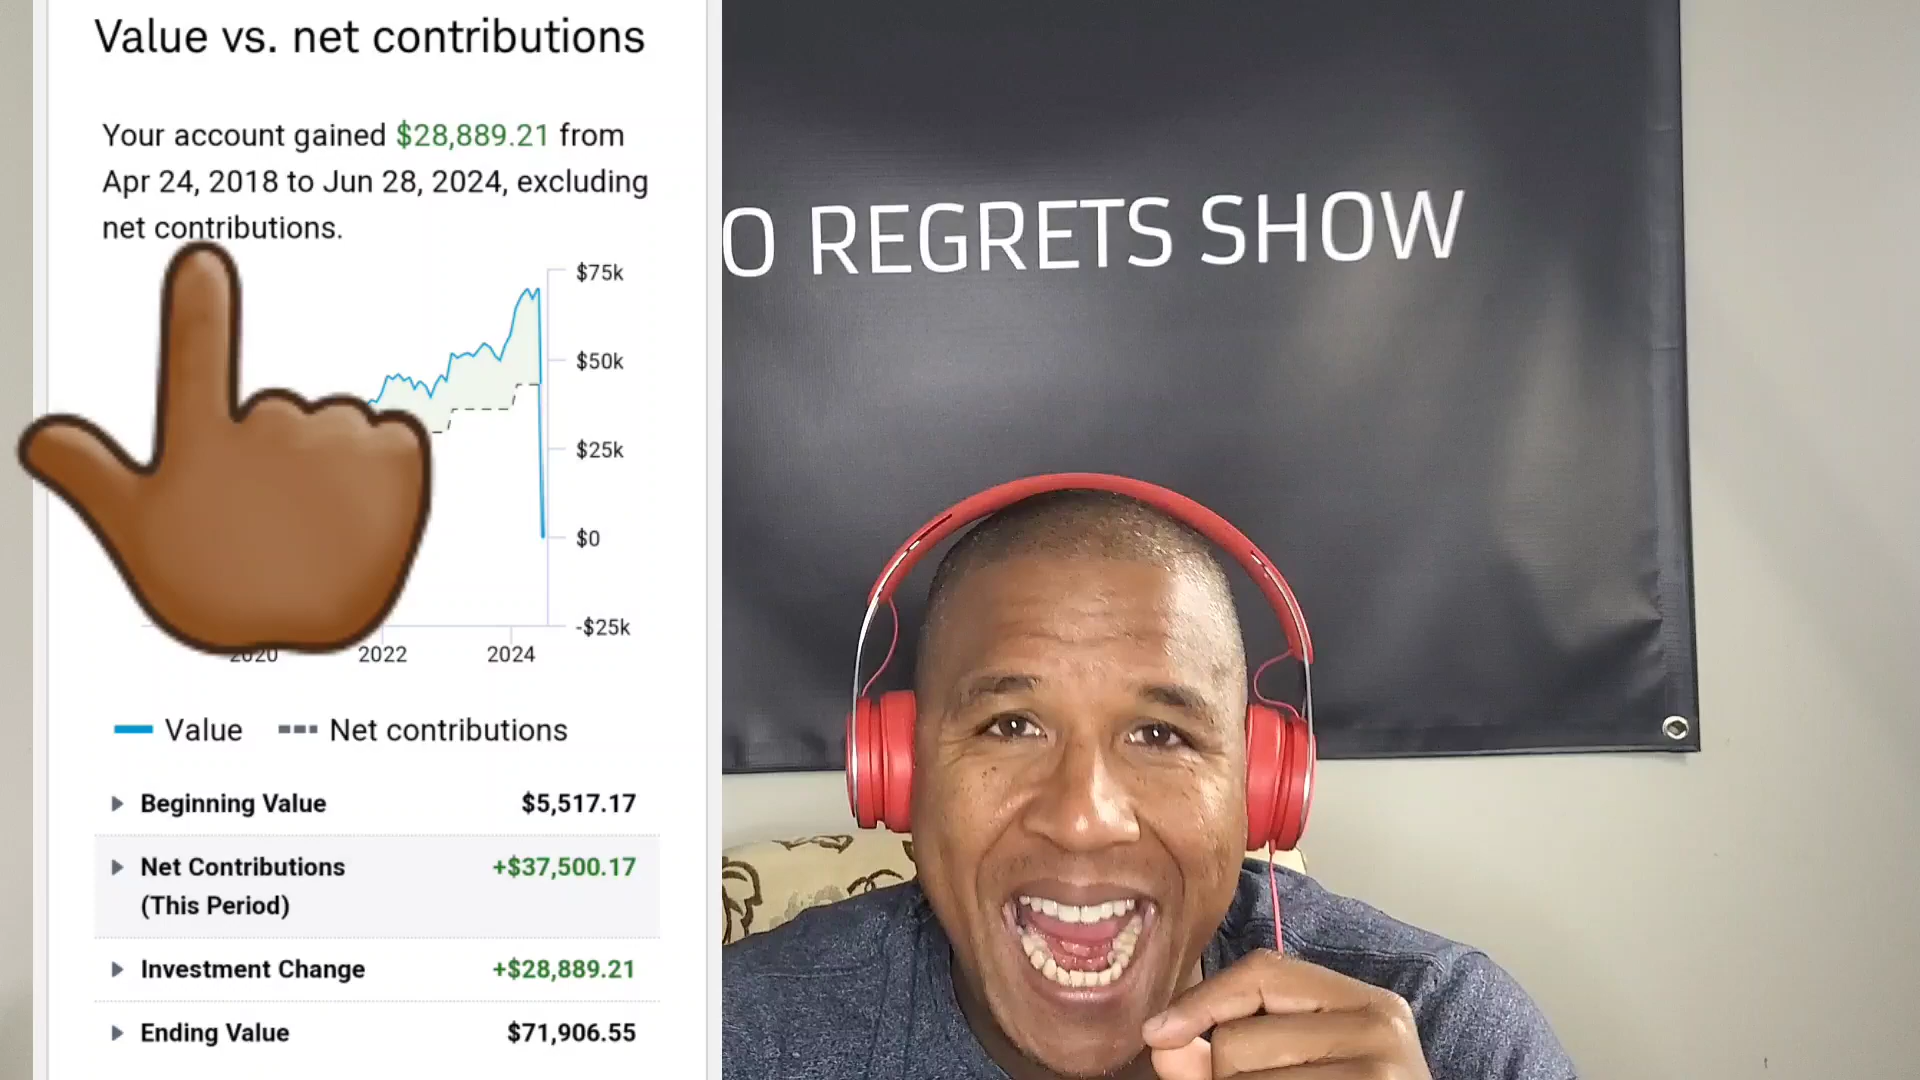 Value vs. net contributions
Your account gained $28,889.21 from
Apr 24, 2018 to Jun 28, 2024, excluding
net contributions.
$75k
$50k
$25k
$0
-$25k
2020 2022 2024
Value Net contributions
Beginning Value $5,517.17
Net Contributions +$37,500.17
(This Period)
Investment Change +$28,889.21
Ending Value $71,906.55
O REGRETS SHOW